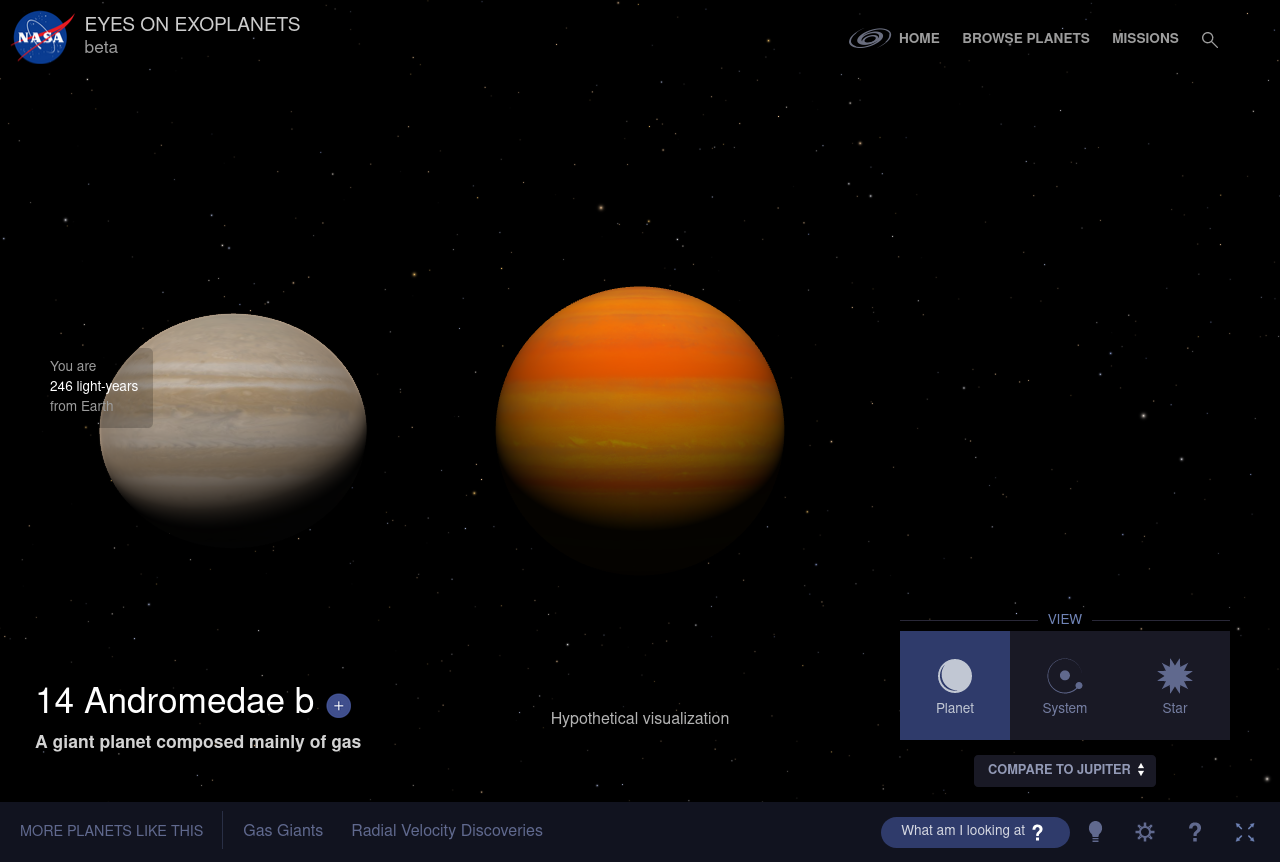 NASA
EYES ON EXOPLANETS
beta
HOME
BROWSE PLANETS
MISSIONS
You are
246 light-years
from Earth
VIEW
Planet
System
Star
14 Andromedae b +
A giant planet composed mainly of gas
Hypothetical visualization
COMPARE TO JUPITER
MORE PLANETS LIKE THIS
Gas Giants
Radial Velocity Discoveries
What am I looking at ?
?